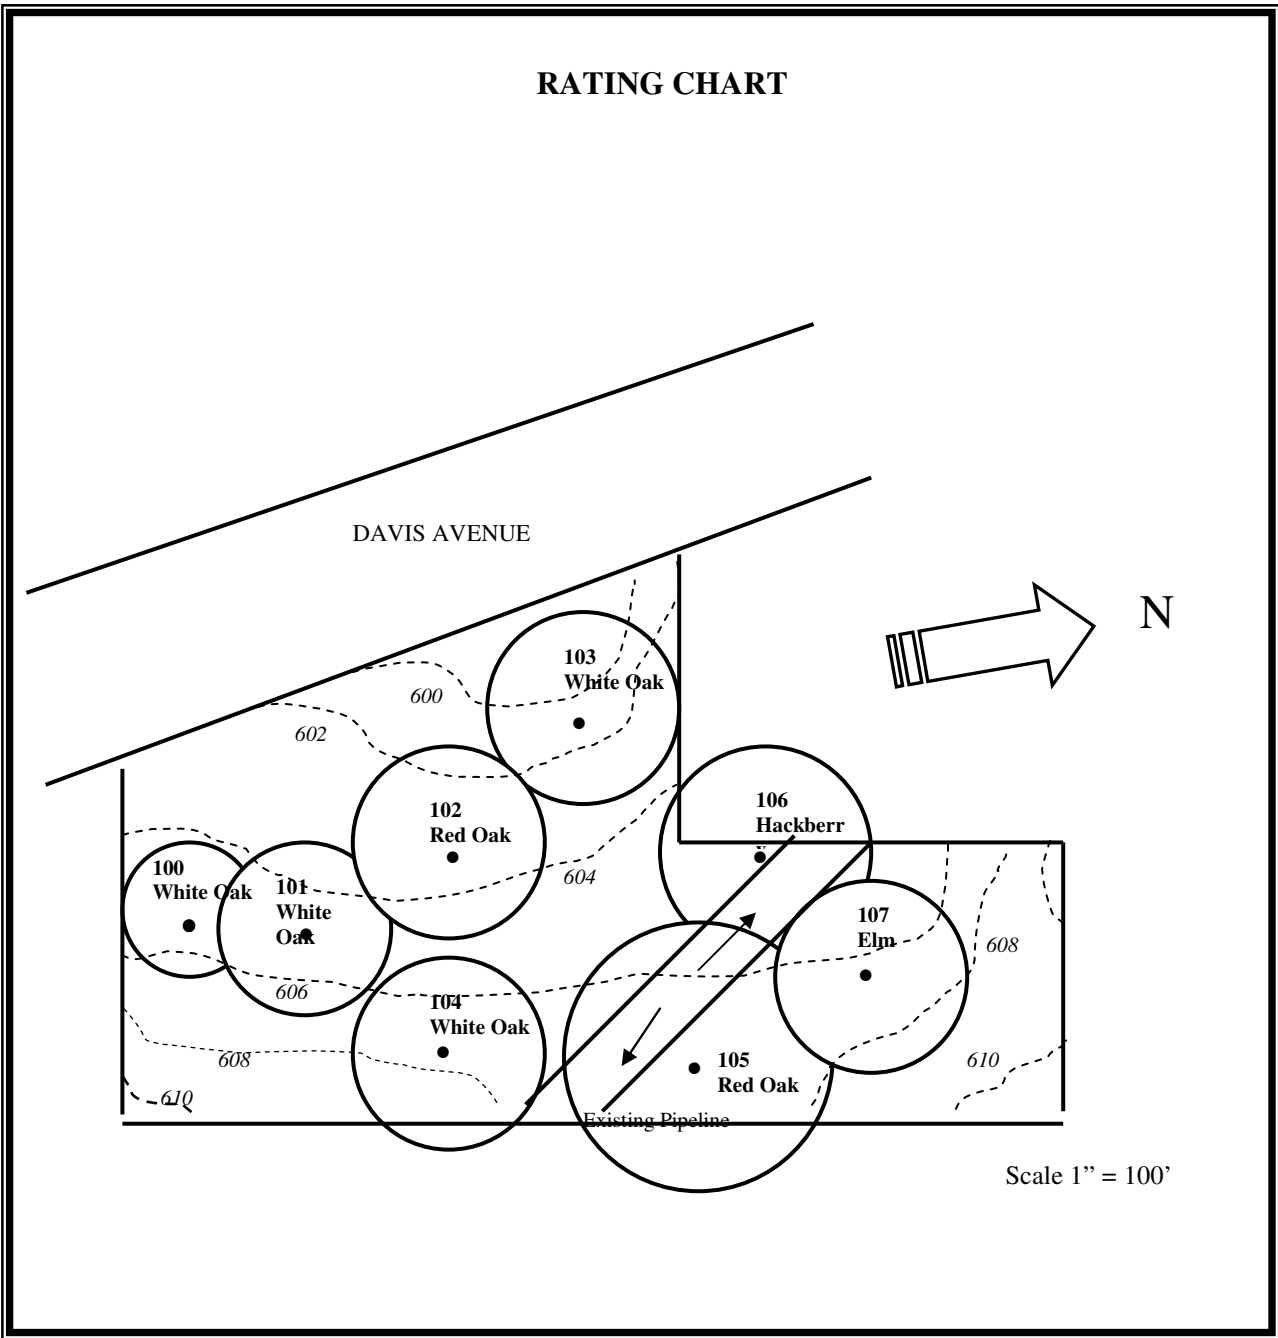 RATING CHART
DAVIS AVENUE
N
103
White Oak
600
602
106
Hackberr
102
Red Oak
100
White Oak
101
White
Oak
604
107
Elm
608
606
104
White Oak
608
105
Red Oak
610
610
Existing Pipeline
Scale 1” = 100’